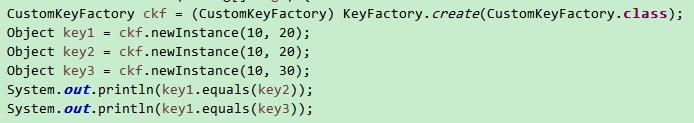 CustomKeyFactory ckf = (CustomKeyFactory) KeyFactory.create(CustomKeyFactory.class);
Object key1 = ckf.newInstance(10, 20);
Object key2 = ckf.newInstance(10, 20);
Object key3 = ckf.newInstance(10, 30);
System.out.println(key1.equals(key2));
System.out.println(key1.equals(key3));